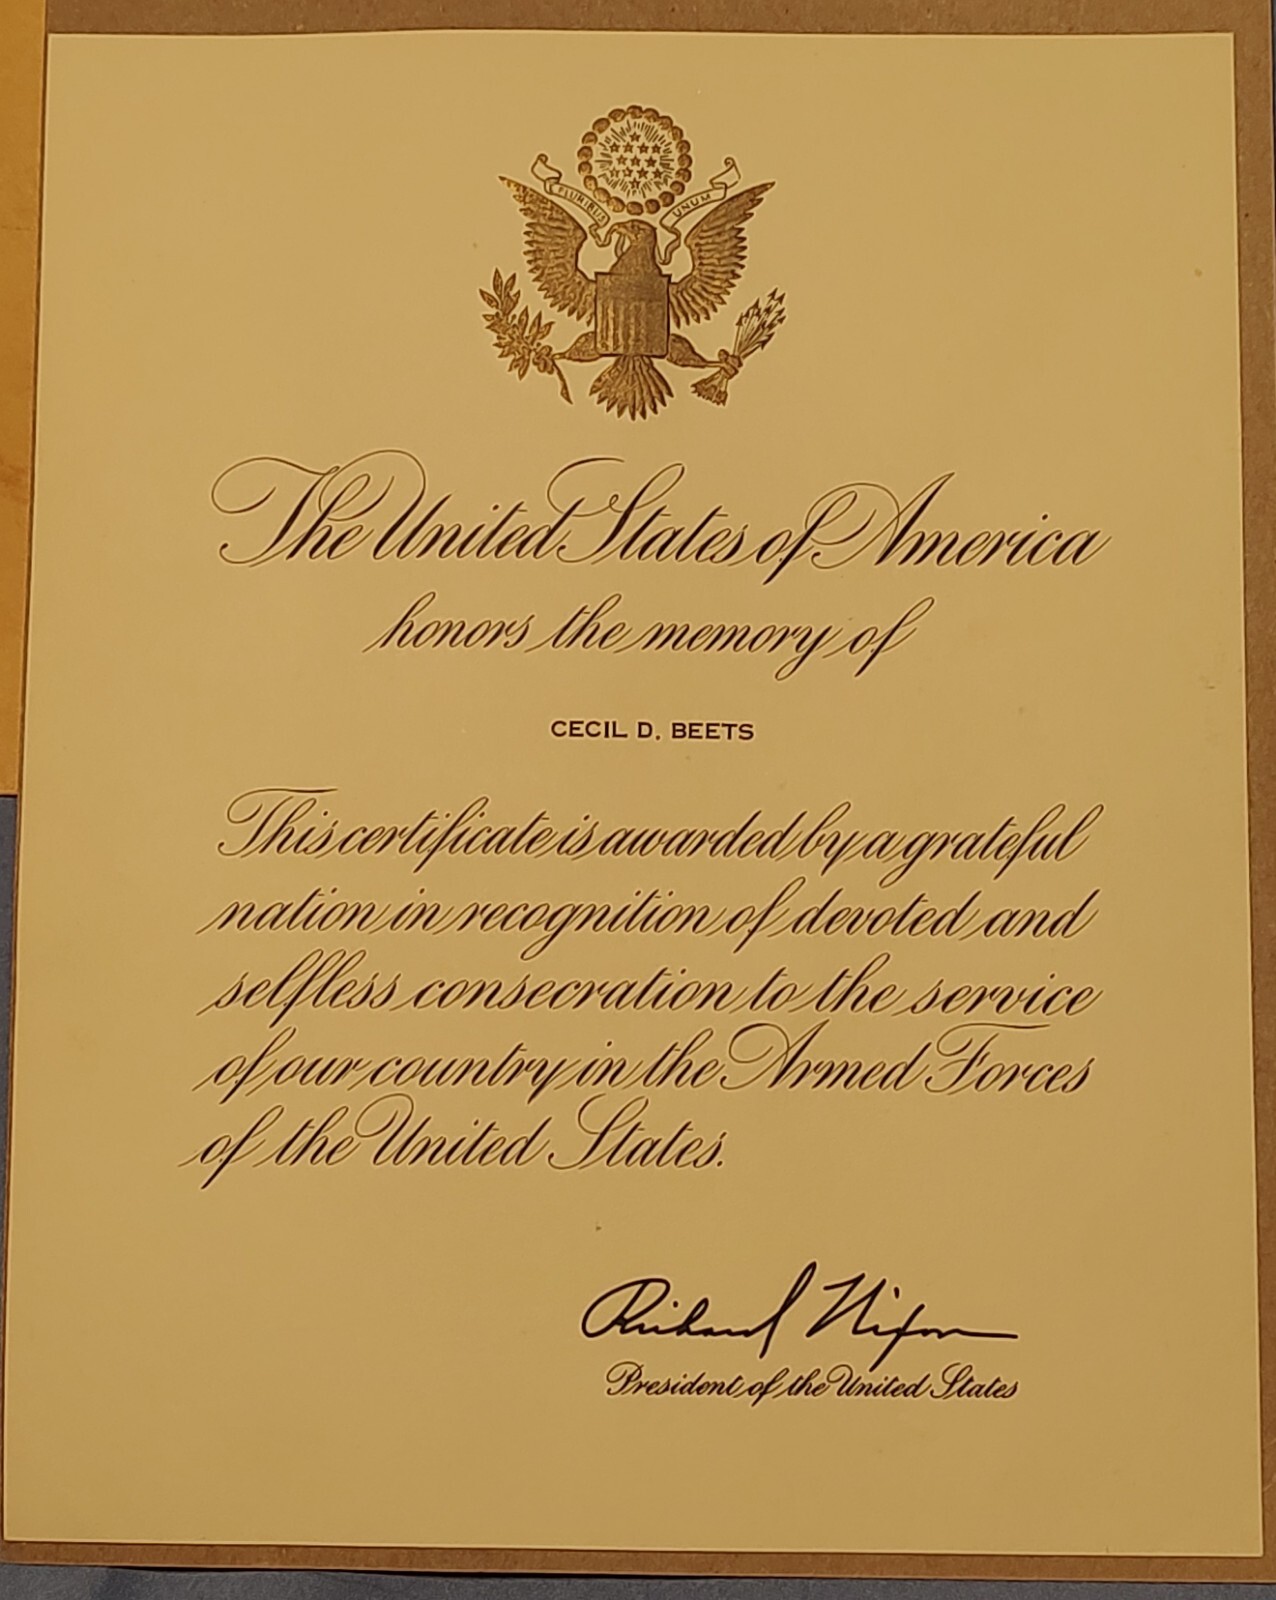 PLURIBUS UNUM
The United States of America
honors the memory of
CECIL D. BEETS
This certificate is awarded by a grateful
nation in recognition of devoted and
selfless consecration to the service
of our country in the Armed Forces
of the United States.
Richard Nixon
President of the United States